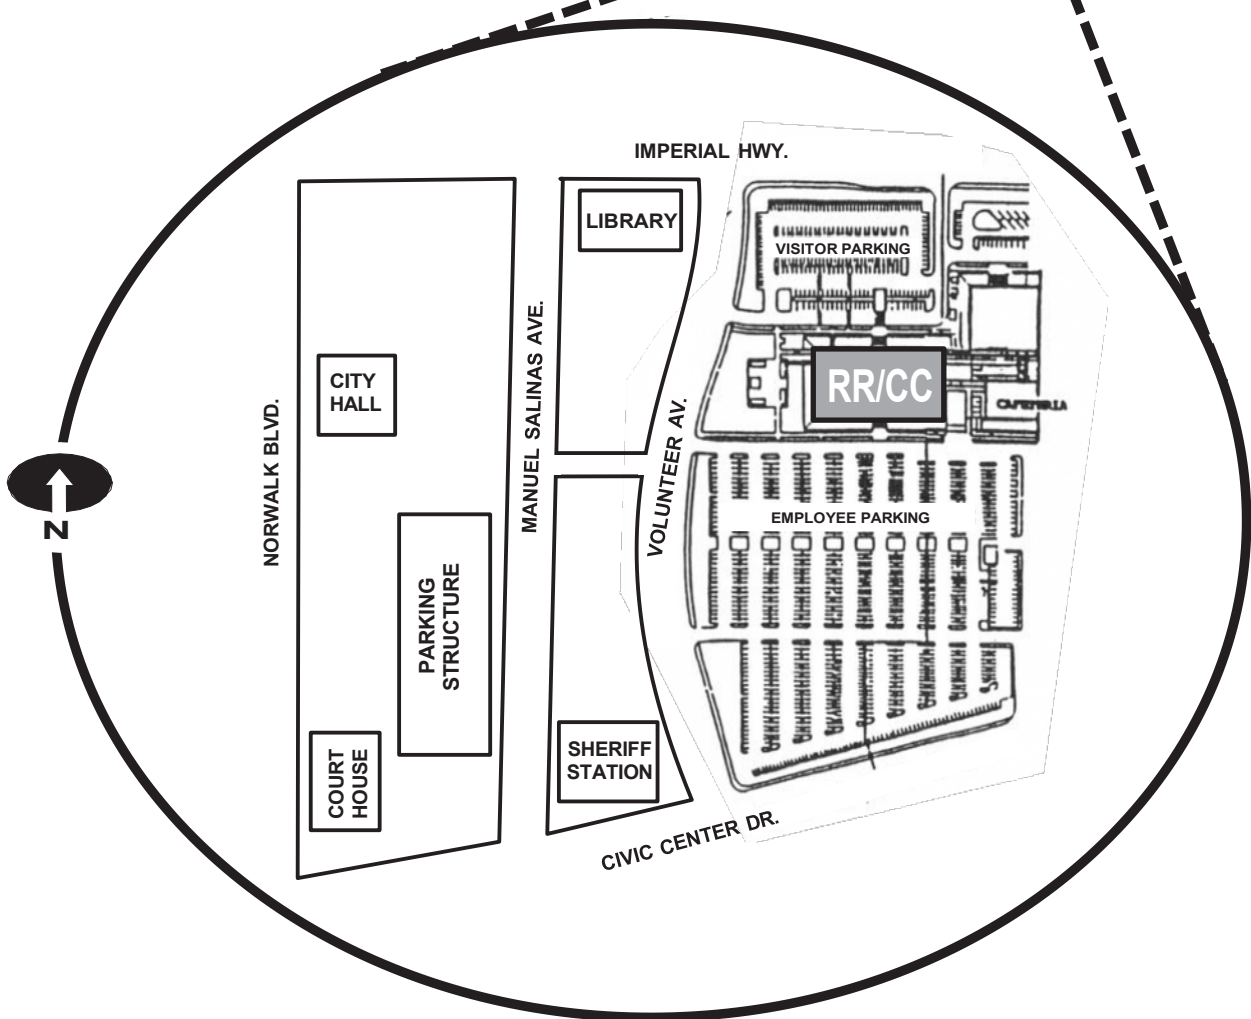 IMPERIAL HWY.
LIBRARY
VISITOR PARKING
CITY
HALL
MANUEL SALINAS AVE.
RR/CC
CAFETERIA
NORWALK BLVD.
VOLUNTEER AV.
N
EMPLOYEE PARKING
PARKING
STRUCTURE
SHERIFF
STATION
COURT
HOUSE
CIVIC CENTER DR.